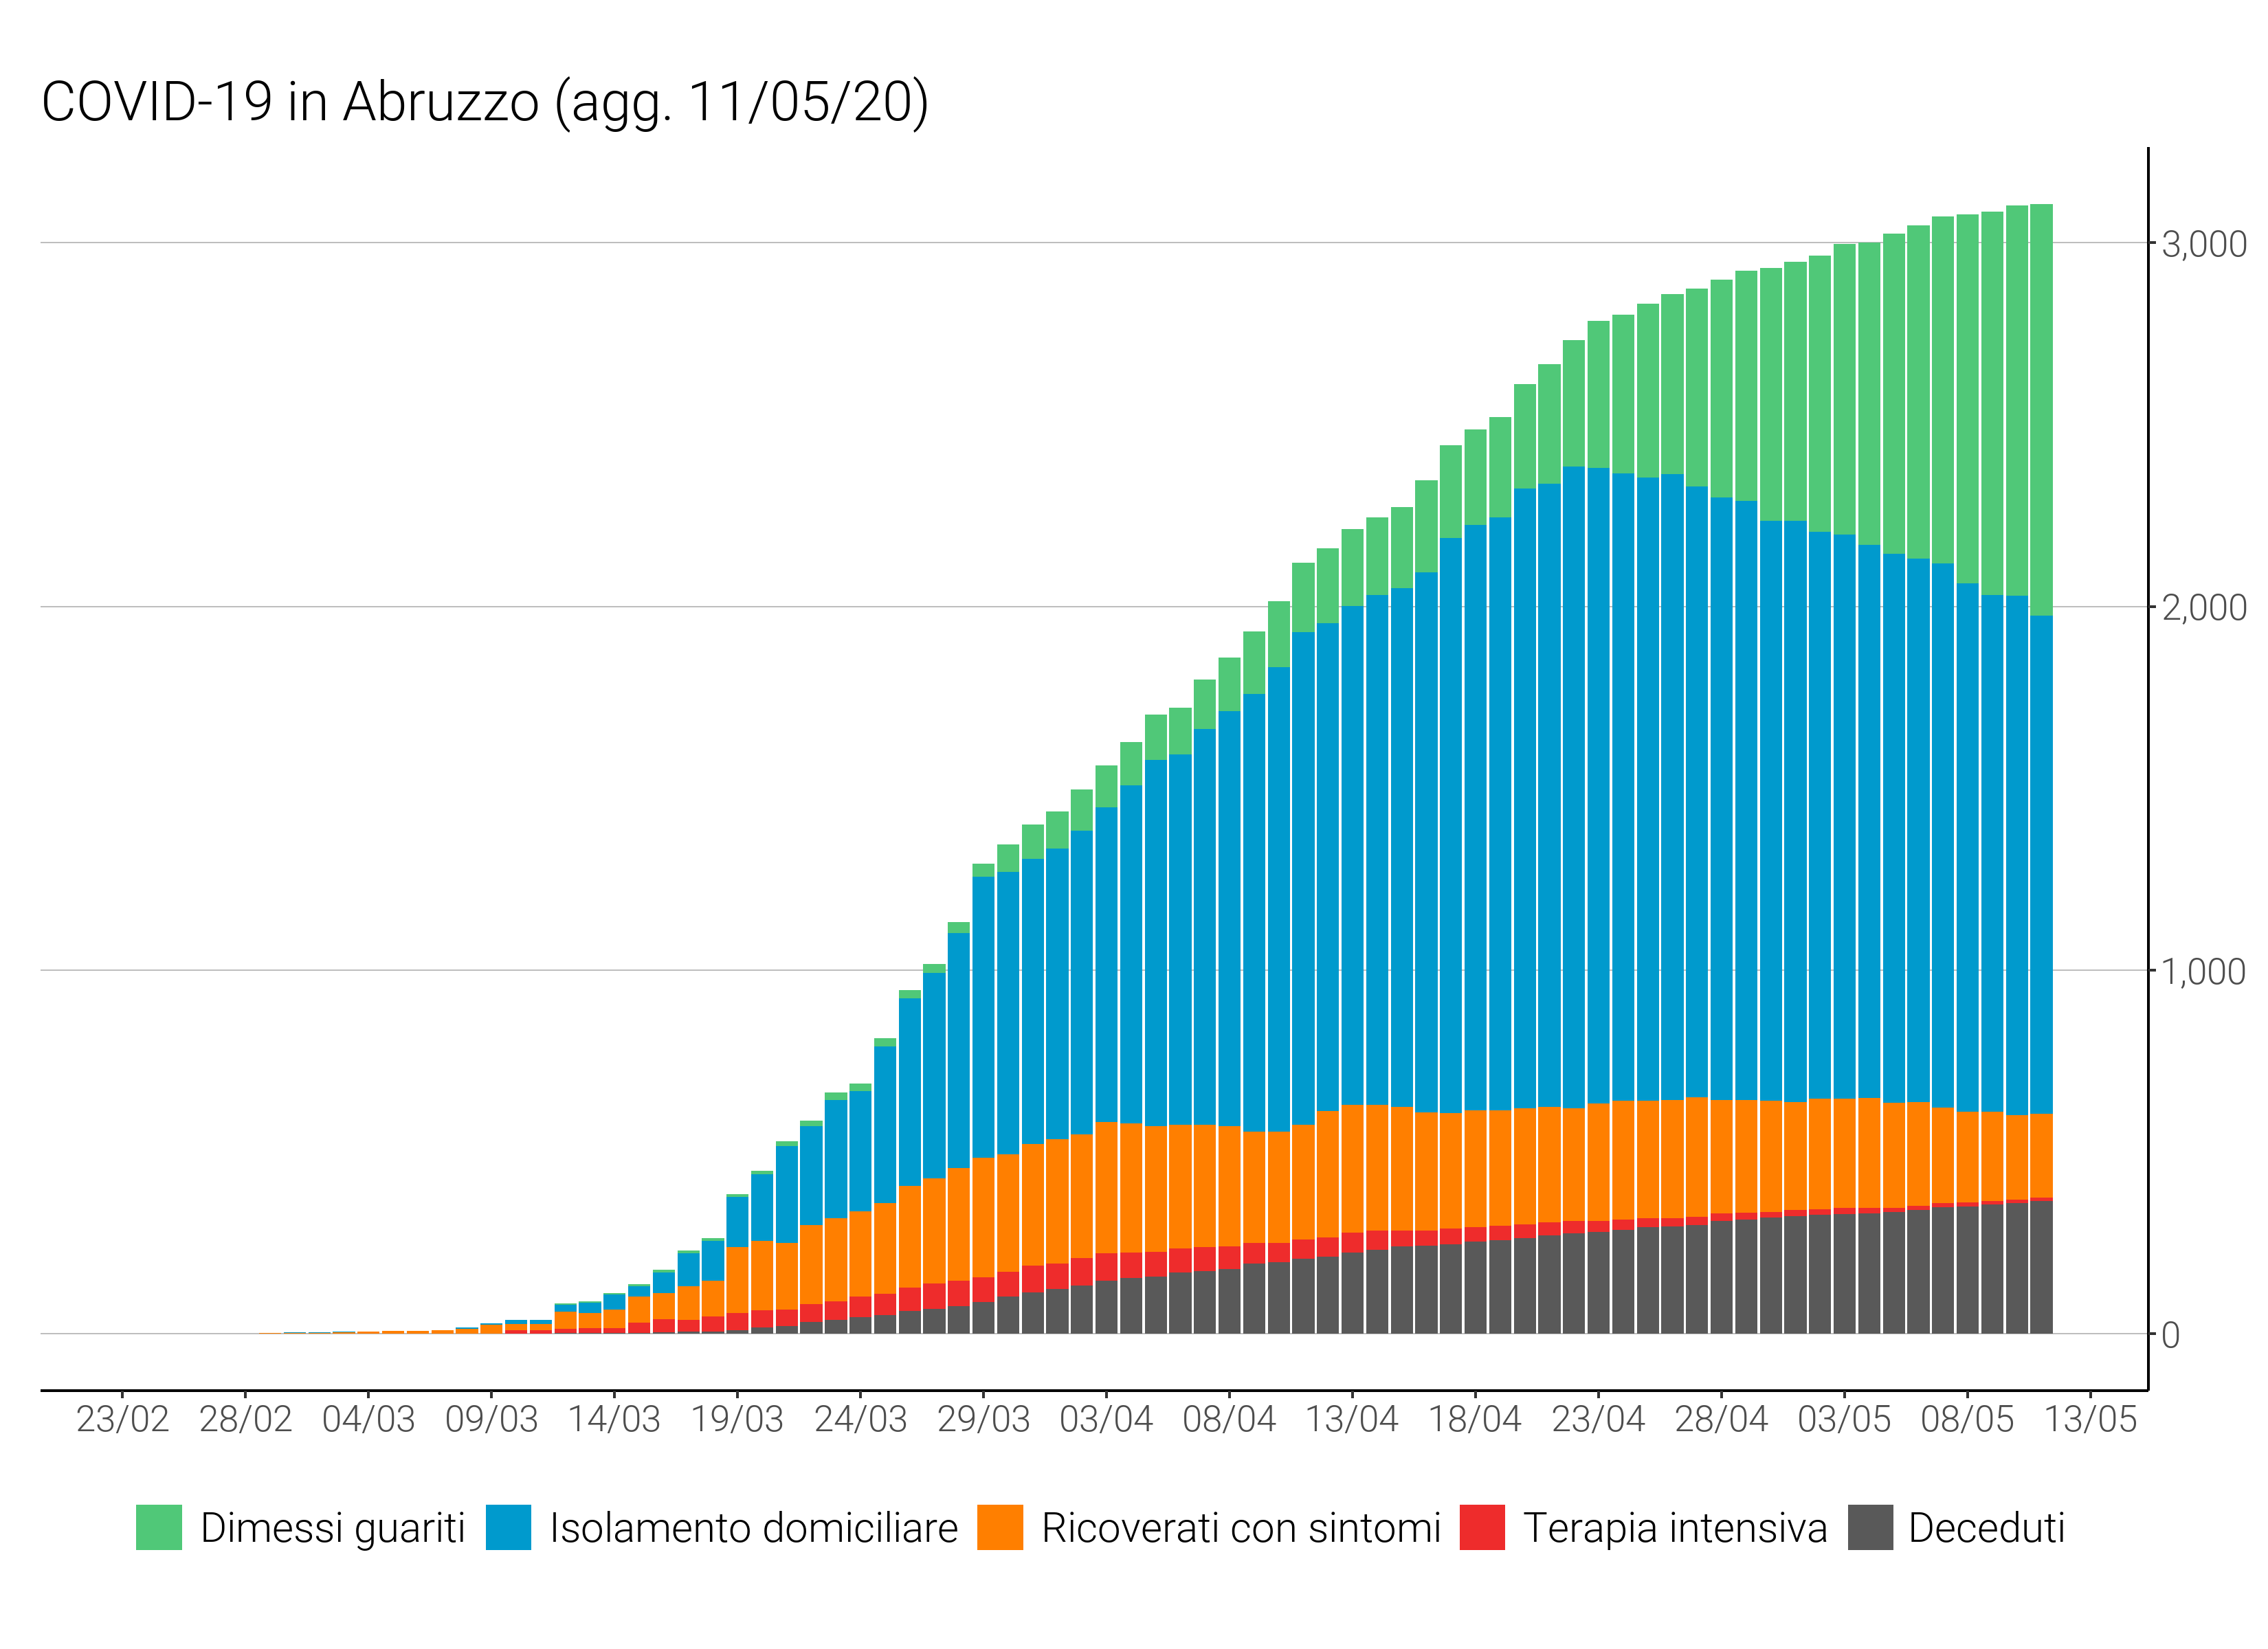 COVID-19 in Abruzzo (agg. 11/05/20)
3,000
2,000
1,000
0
23/02 28/02 04/03 09/03 14/03 19/03 24/03 29/03 03/04 08/04 13/04 18/04 23/04 28/04 03/05 08/05 13/05
Dimessi guariti Isolamento domiciliare Ricoverati con sintomi Terapia intensiva Deceduti